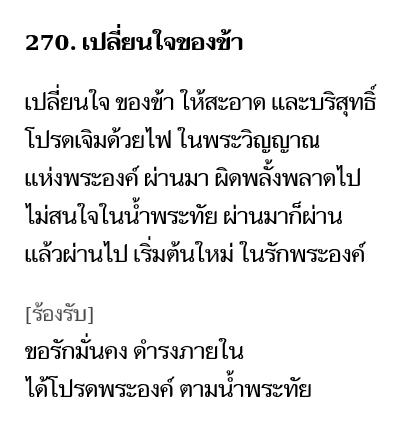 270. เปลี่ยนใจของข้า
เปลี่ยนใจ ของข้า ให้สะอาด และบริสุทธิ์
โปรดเจิมด้วยไฟ ในพระวิญญาณ
แห่งพระองค์ ผ่านมา ผิดพลั้งพลาดไป
ไม่สนใจในน้ำพระทัย ผ่านมาก็ผ่าน
แล้วผ่านไป เริ่มต้นใหม่ ในรักพระองค์
[ร้องรับ]
ขอรักมั่นคง ดำรงภายใน
ได้โปรดพระองค์ ตามน้ำพระทัย